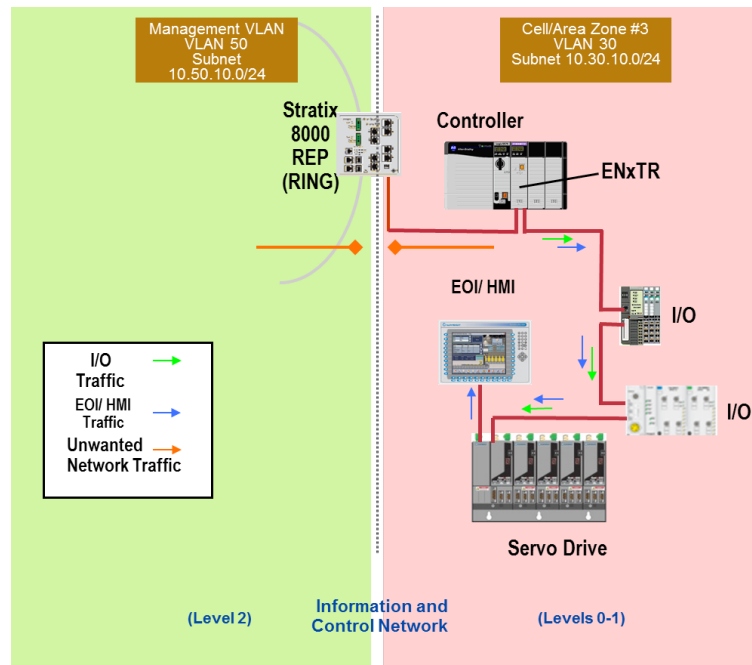 Management VLAN
VLAN 50
Subnet
10.50.10.0/24
Cell/Area Zone #3
VLAN 30
Subnet 10.30.10.0/24
Stratix
8000
REP
(RING)
Controller
ENxTR
EOI/ HMI
I/O
I/O
I/O
Traffic
EOI/ HMI
Traffic
Unwanted
Network Traffic
Servo Drive
(Level 2)
Information and
Control Network
(Levels 0-1)